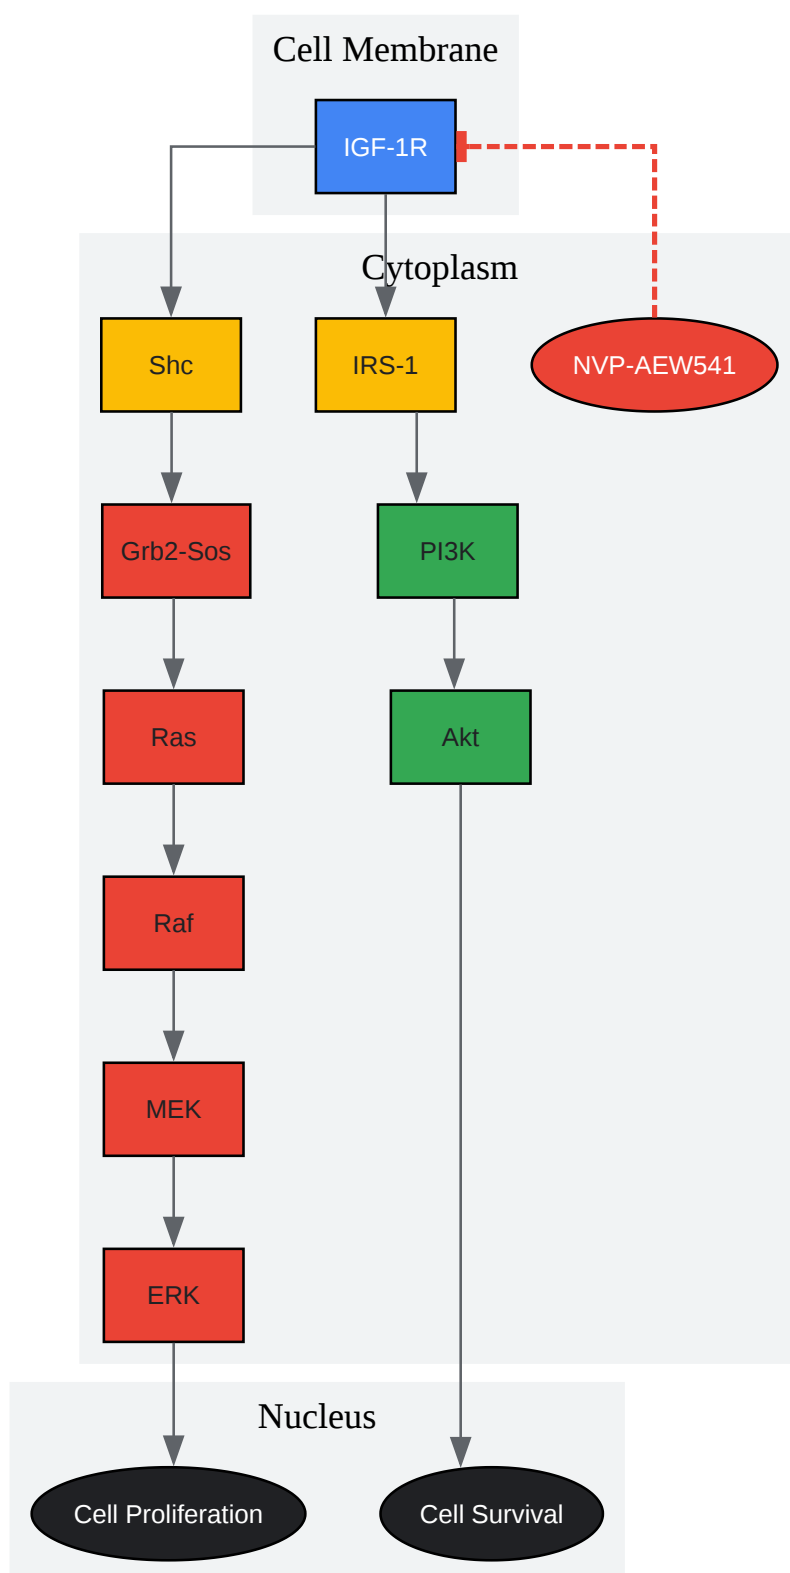 Cell Membrane
IGF-1R
Cytoplasm
Shc
IRS-1
NVP-AEW541
Grb2-Sos
PI3K
Ras
Akt
Raf
MEK
ERK
Nucleus
Cell Proliferation
Cell Survival